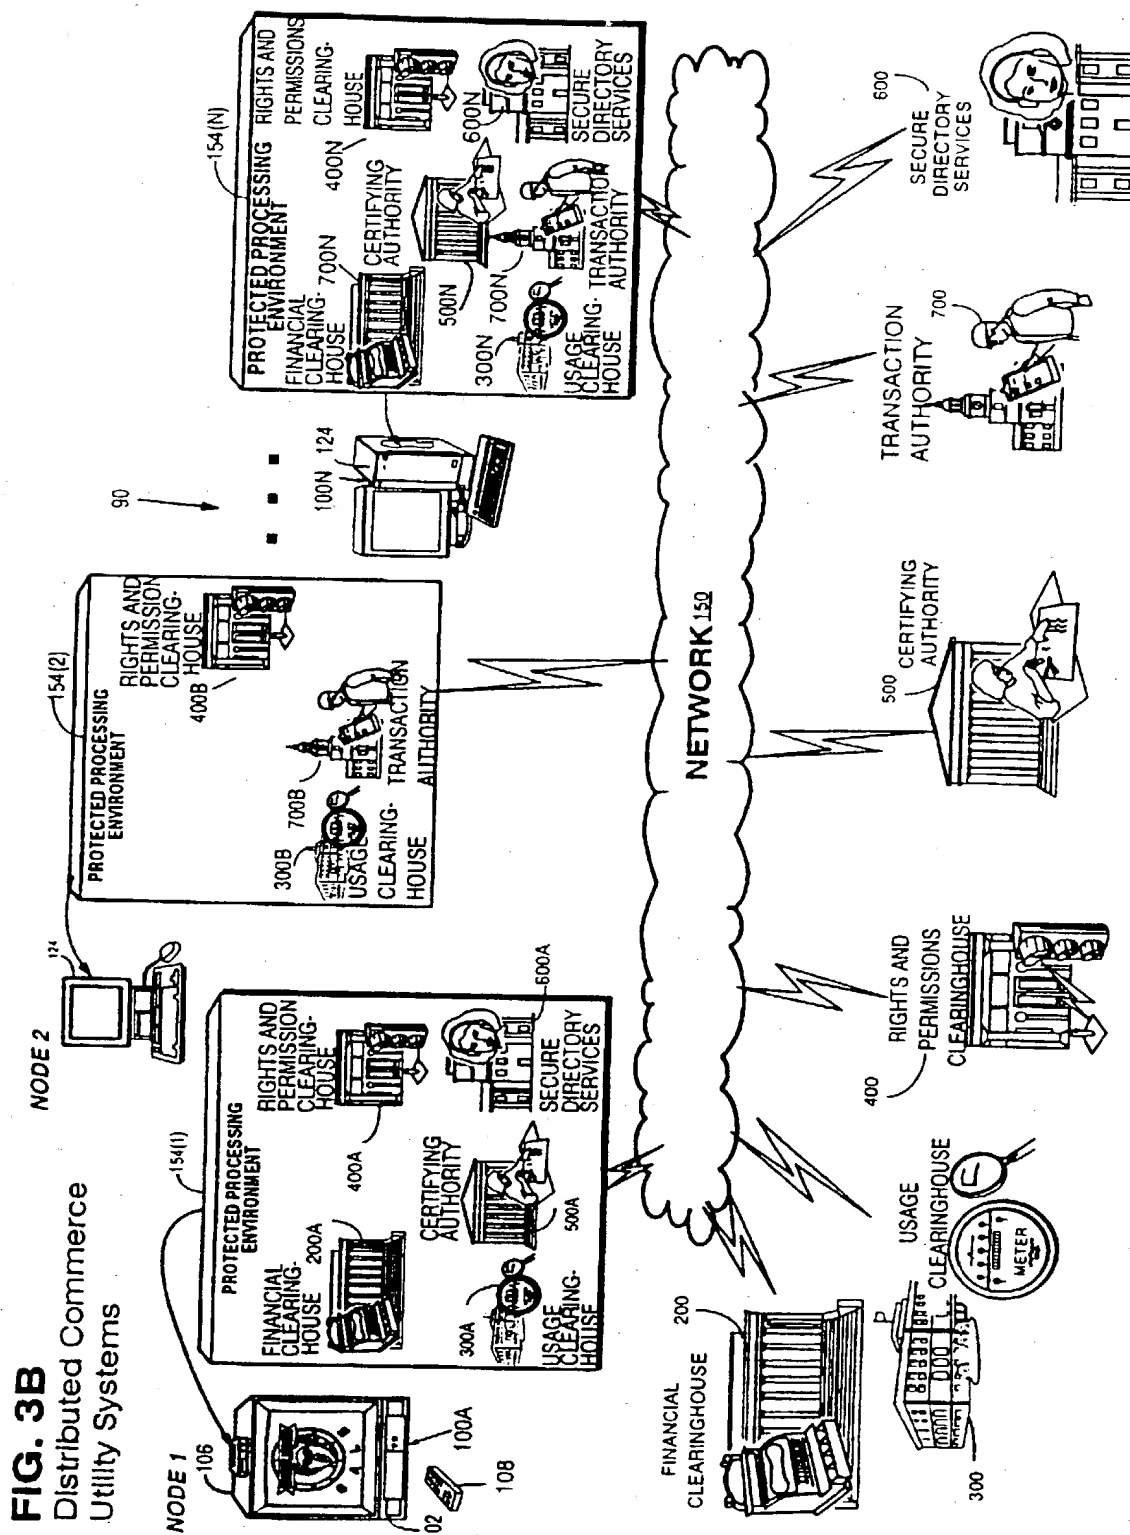 FIG. 3B
Distributed Commerce
Utility Systems
NODE 1
106
02
100A
108
154(1)
PROTECTED PROCESSING
ENVIRONMENT
FINANCIAL
CLEARING-
HOUSE
200A
RIGHTS AND
PERMISSION
CLEARING-
HOUSE
400A
CERTIFYING
AUTHORITY
500A
300A
USAGE
CLEARING-
HOUSE
SECURE
DIRECTORY
SERVICES
600A
NODE 2
124
154(2)
PROTECTED PROCESSING
ENVIRONMENT
RIGHTS AND
PERMISSION
CLEARING-
HOUSE
400B
300B
USAGE
CLEARING-
HOUSE
700B
TRANSACTION
AUTHORITY
90
100N
124
154(N)
PROTECTED PROCESSING
ENVIRONMENT
RIGHTS AND
PERMISSIONS
CLEARING-
HOUSE
400N
FINANCIAL
CLEARING-
HOUSE
700N
CERTIFYING
AUTHORITY
500N
600N
SECURE
DIRECTORY
SERVICES
300N
USAGE
CLEARING-
HOUSE
700N
TRANSACTION
AUTHORITY
NETWORK 150
FINANCIAL
CLEARINGHOUSE
200
USAGE
CLEARINGHOUSE
METER
300
RIGHTS AND
PERMISSIONS
CLEARINGHOUSE
400
CERTIFYING
AUTHORITY
500
TRANSACTION
AUTHORITY
700
SECURE
DIRECTORY
SERVICES
600